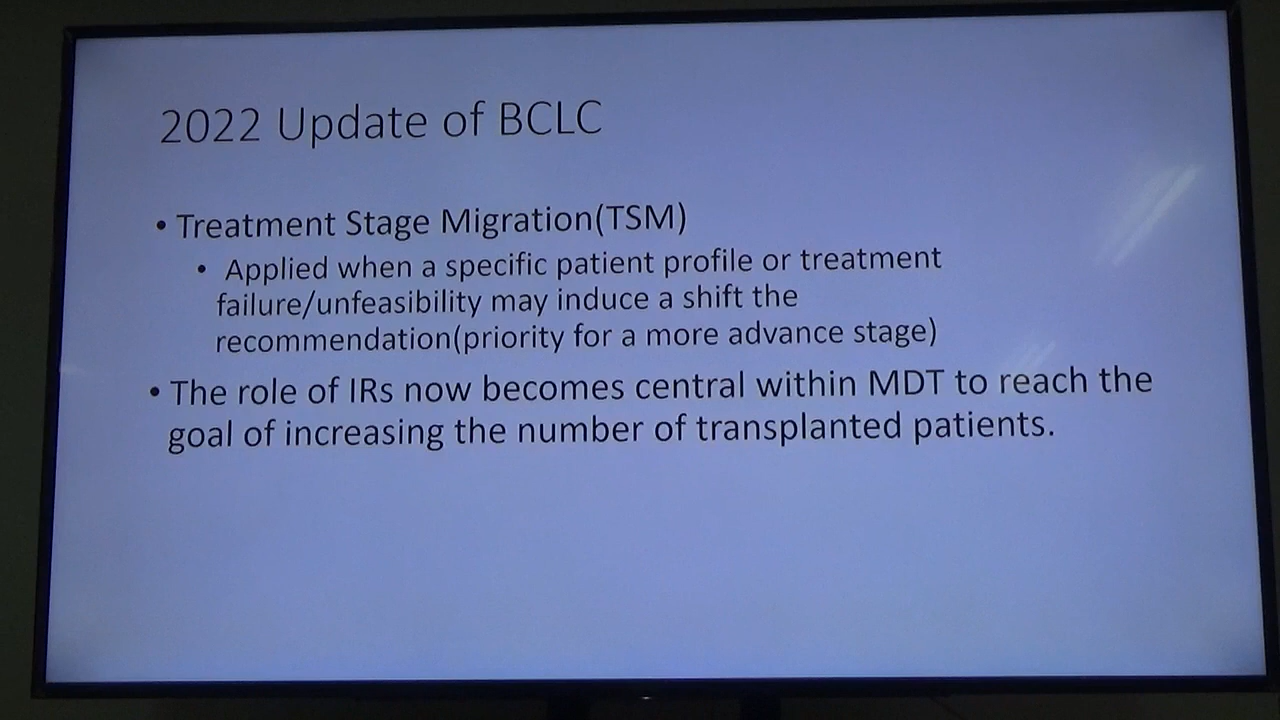 2022 Update of BCLC
• Treatment Stage Migration(TSM)
• Applied when a specific patient profile or treatment
failure/unfeasibility may induce a shift the
recommendation(priority for a more advance stage)
• The role of IRs now becomes central within MDT to reach the
goal of increasing the number of transplanted patients.